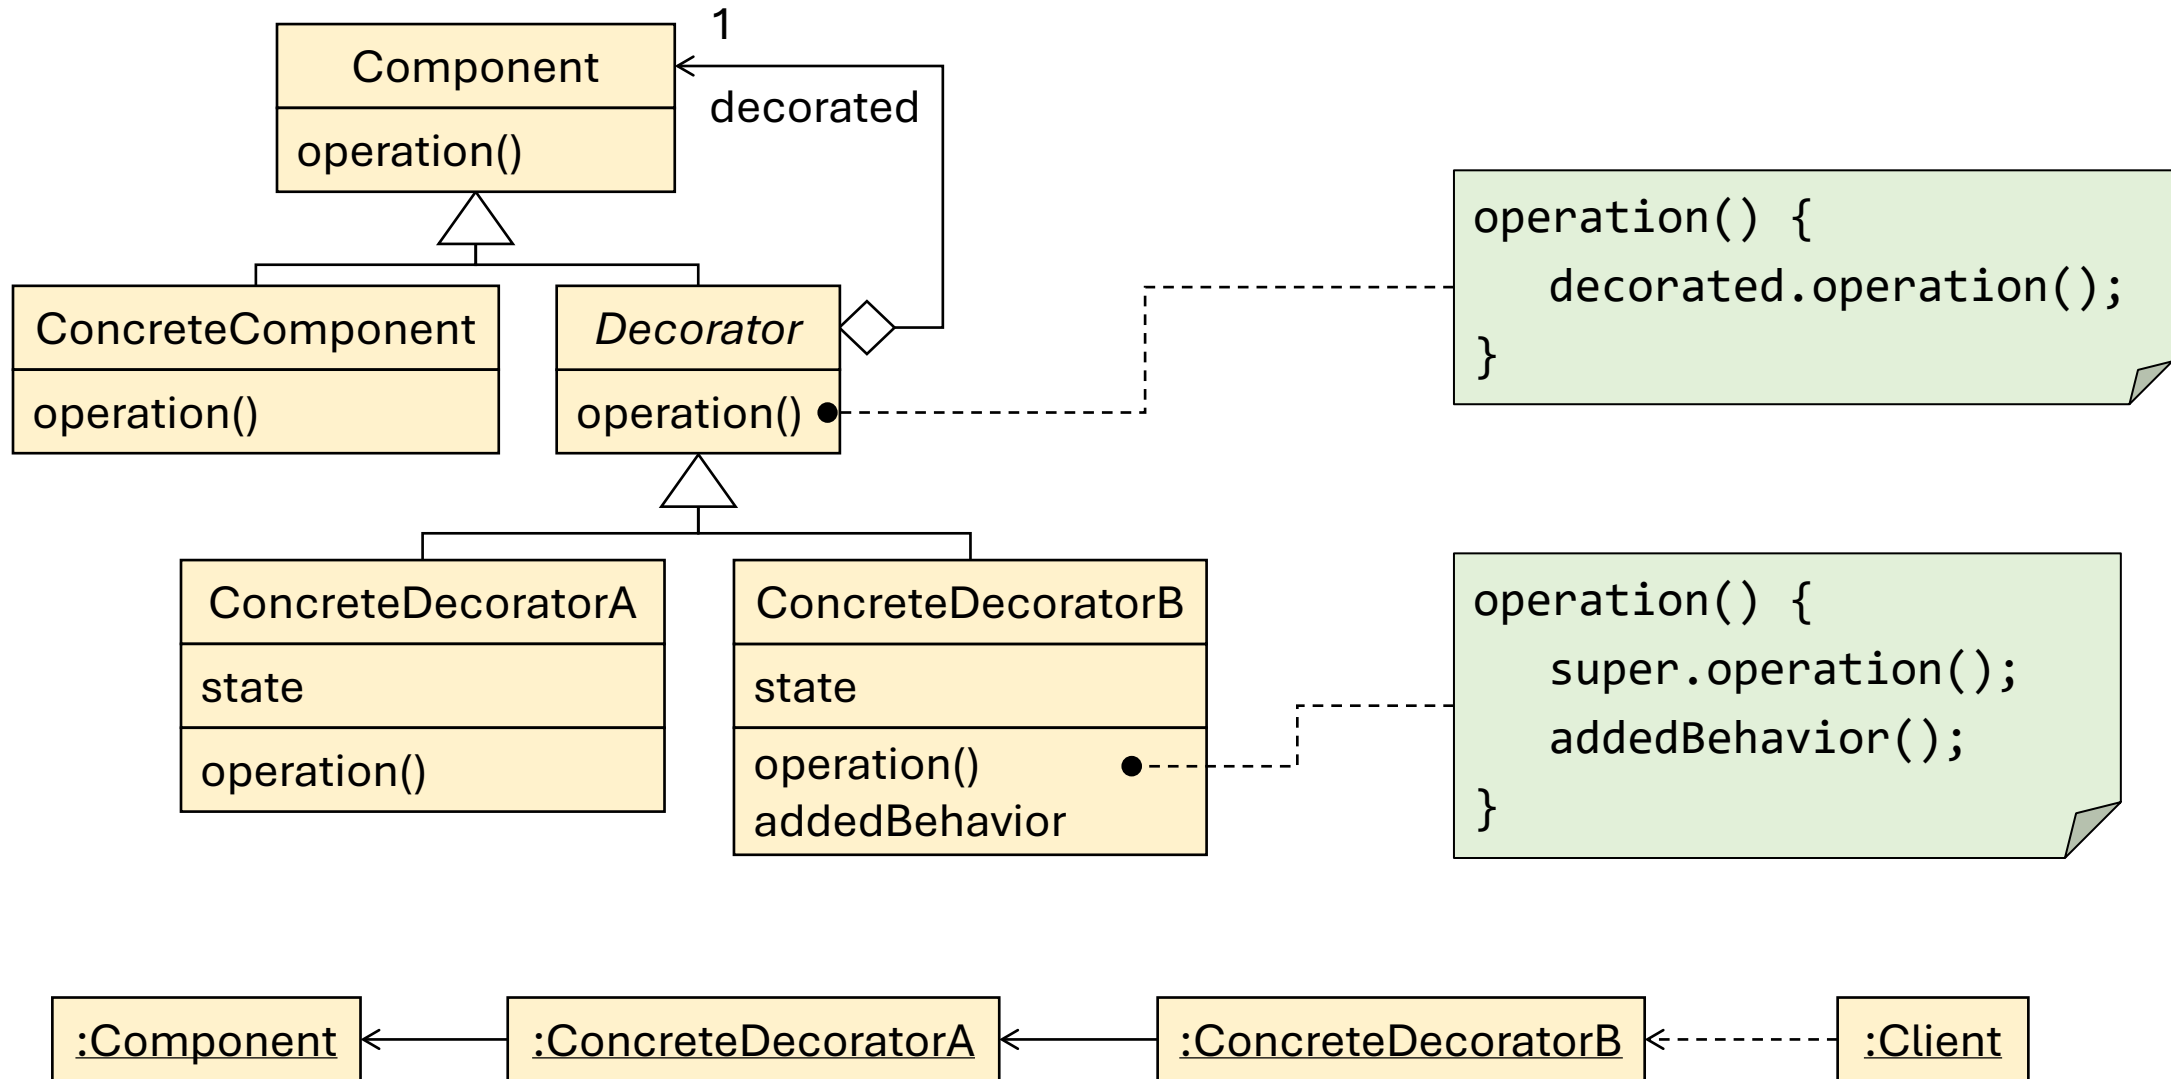 1
Component
decorated
operation()
operation() {
decorated.operation();
}
ConcreteComponent
Decorator
operation()
operation()
ConcreteDecoratorA
ConcreteDecoratorB
state
state
operation()
operation()
addedBehavior
operation() {
super.operation();
addedBehavior();
}
:Component
:ConcreteDecoratorA
:ConcreteDecoratorB
:Client